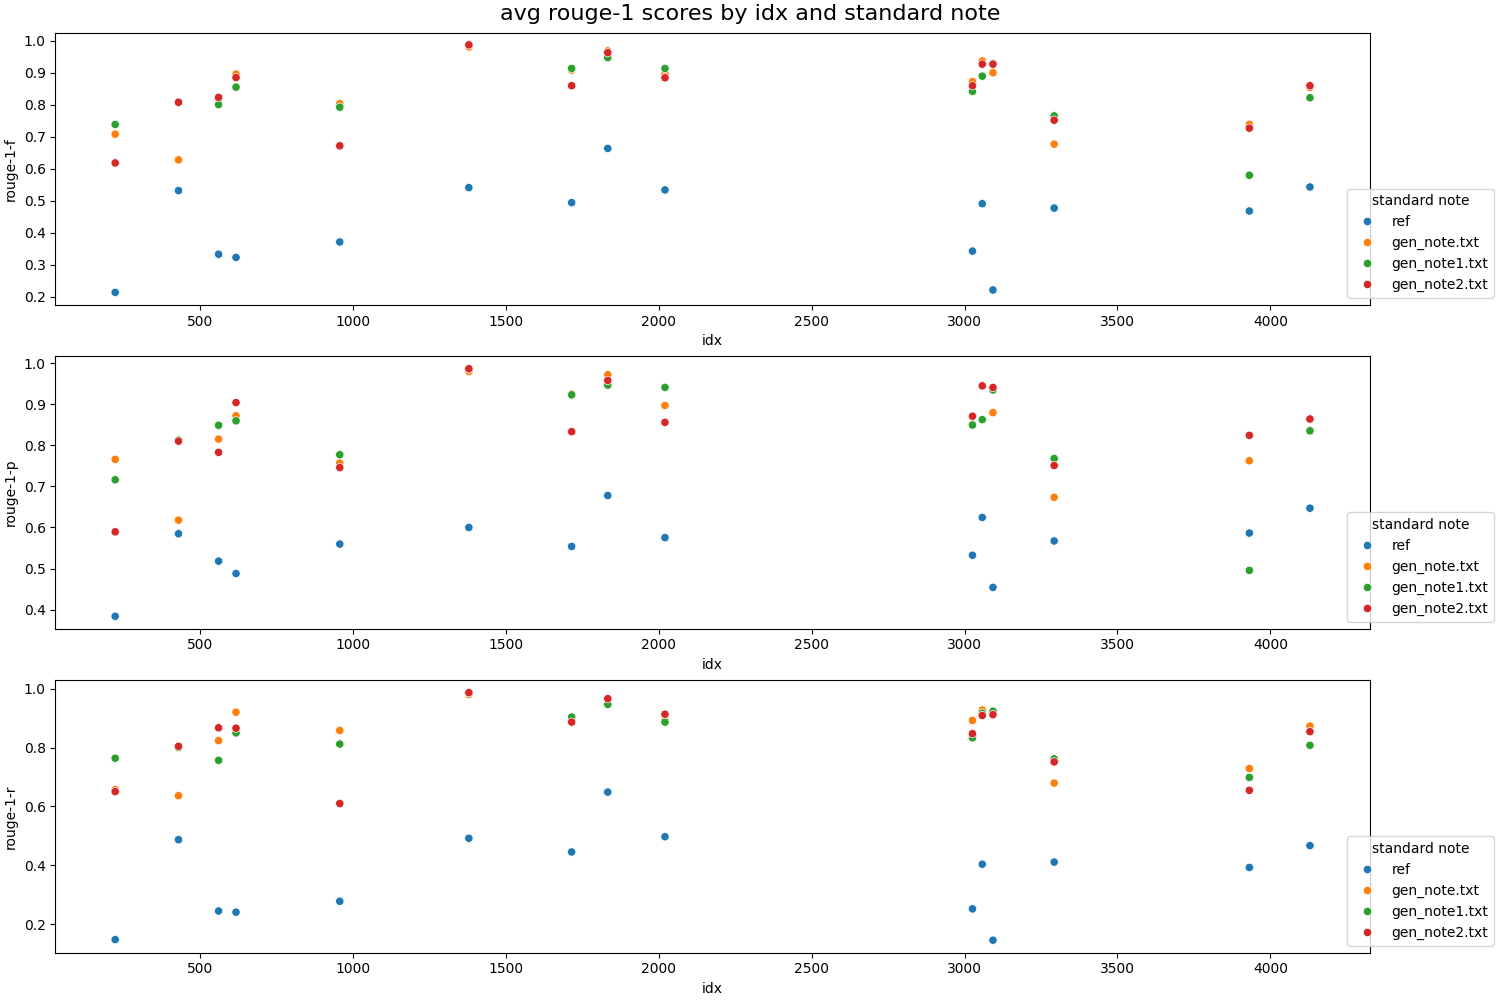 avg rouge-1 scores by idx and standard note
1.0
0.9
0.8
0.7
0.6
0.5
0.4
0.3
0.2
rouge-1-f
500
1000
1500
2000
2500
3000
3500
4000
idx
standard note
ref
gen_note.txt
gen_note1.txt
gen_note2.txt
1.0
0.9
0.8
0.7
0.6
0.5
0.4
rouge-1-p
500
1000
1500
2000
2500
3000
3500
4000
idx
standard note
ref
gen_note.txt
gen_note1.txt
gen_note2.txt
1.0
0.8
0.6
0.4
0.2
rouge-1-r
500
1000
1500
2000
2500
3000
3500
4000
idx
standard note
ref
gen_note.txt
gen_note1.txt
gen_note2.txt